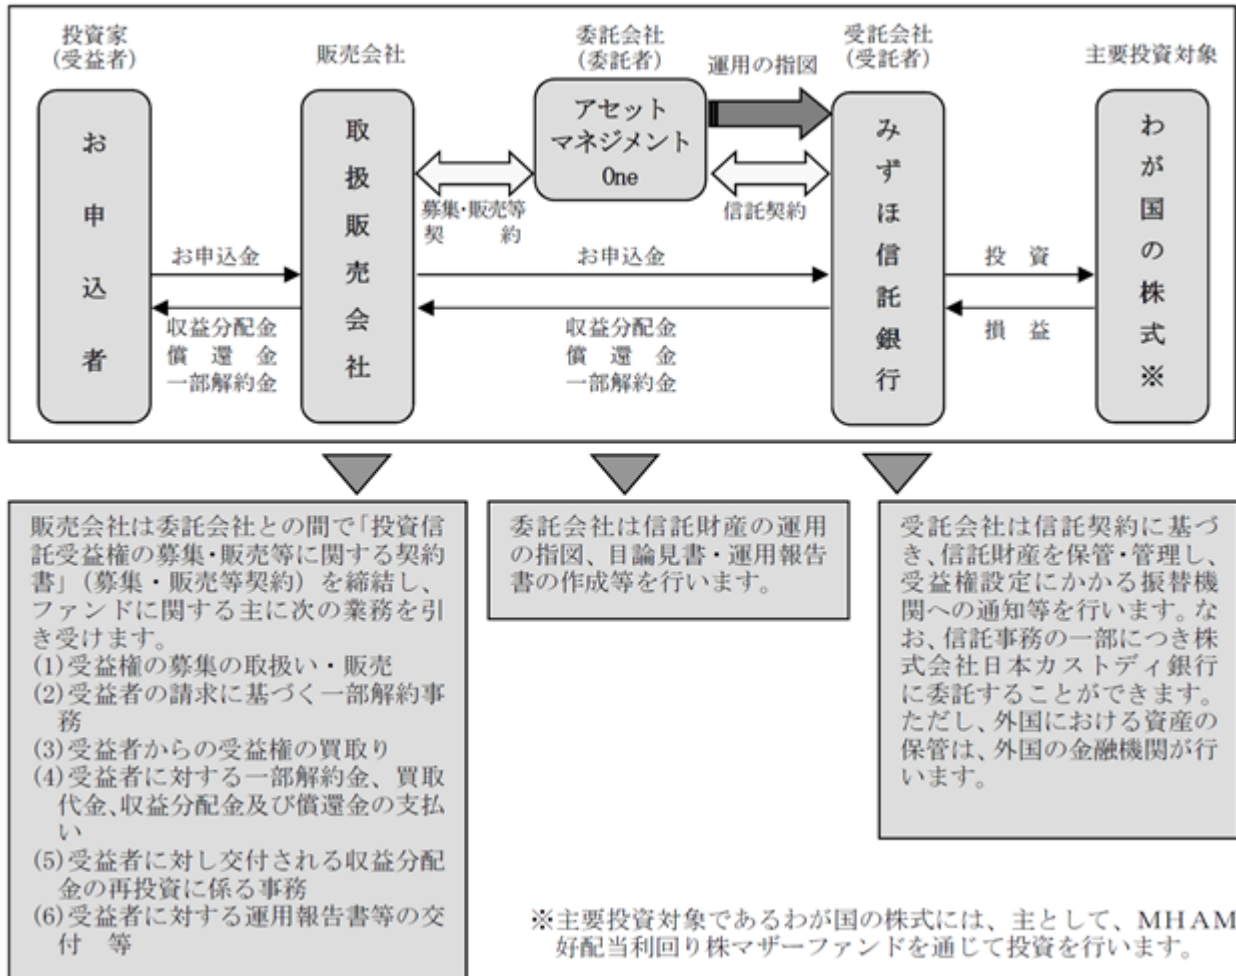 投資家
(受益者)
販売会社
委託会社
(委託者)
運用の指図
受託会社
(受託者)
主要投資対象
お申込者
取扱販売会社
アセット
マネジメント
One
みずほ信託銀行
わが国の株式※
募集・販売等
契　　約
信託契約
お申込金
収益分配金
償　還　金
一部解約金
お申込金
収益分配金
償　還　金
一部解約金
投　資
損　益
販売会社は委託会社との間で「投資信
託受益権の募集・販売等に関する契約
書」（募集・販売等契約）を締結し、
ファンドに関する主に次の業務を引
き受けます。
(1)受益権の募集の取扱い・販売
(2)受益者の請求に基づく一部解約事
務
(3)受益者からの受益権の買取り
(4)受益者に対する一部解約金、買取
代金、収益分配金及び償還金の支払
い
(5)受益者に対し交付される収益分配
金の再投資に係る事務
(6)受益者に対する運用報告書等の交
付　等
委託会社は信託財産の運用
の指図、目論見書・運用報告
書の作成等を行います。
受託会社は信託契約に基づ
き、信託財産を保管・管理し、
受益権設定にかかる振替機
関への通知等を行います。な
お、信託事務の一部につき株
式会社日本カストディ銀行
に委託することができます。
ただし、外国における資産の
保管は、外国の金融機関が行
います。
※主要投資対象であるわが国の株式には、主として、MHAM
好配当利回り株マザーファンドを通じて投資を行います。